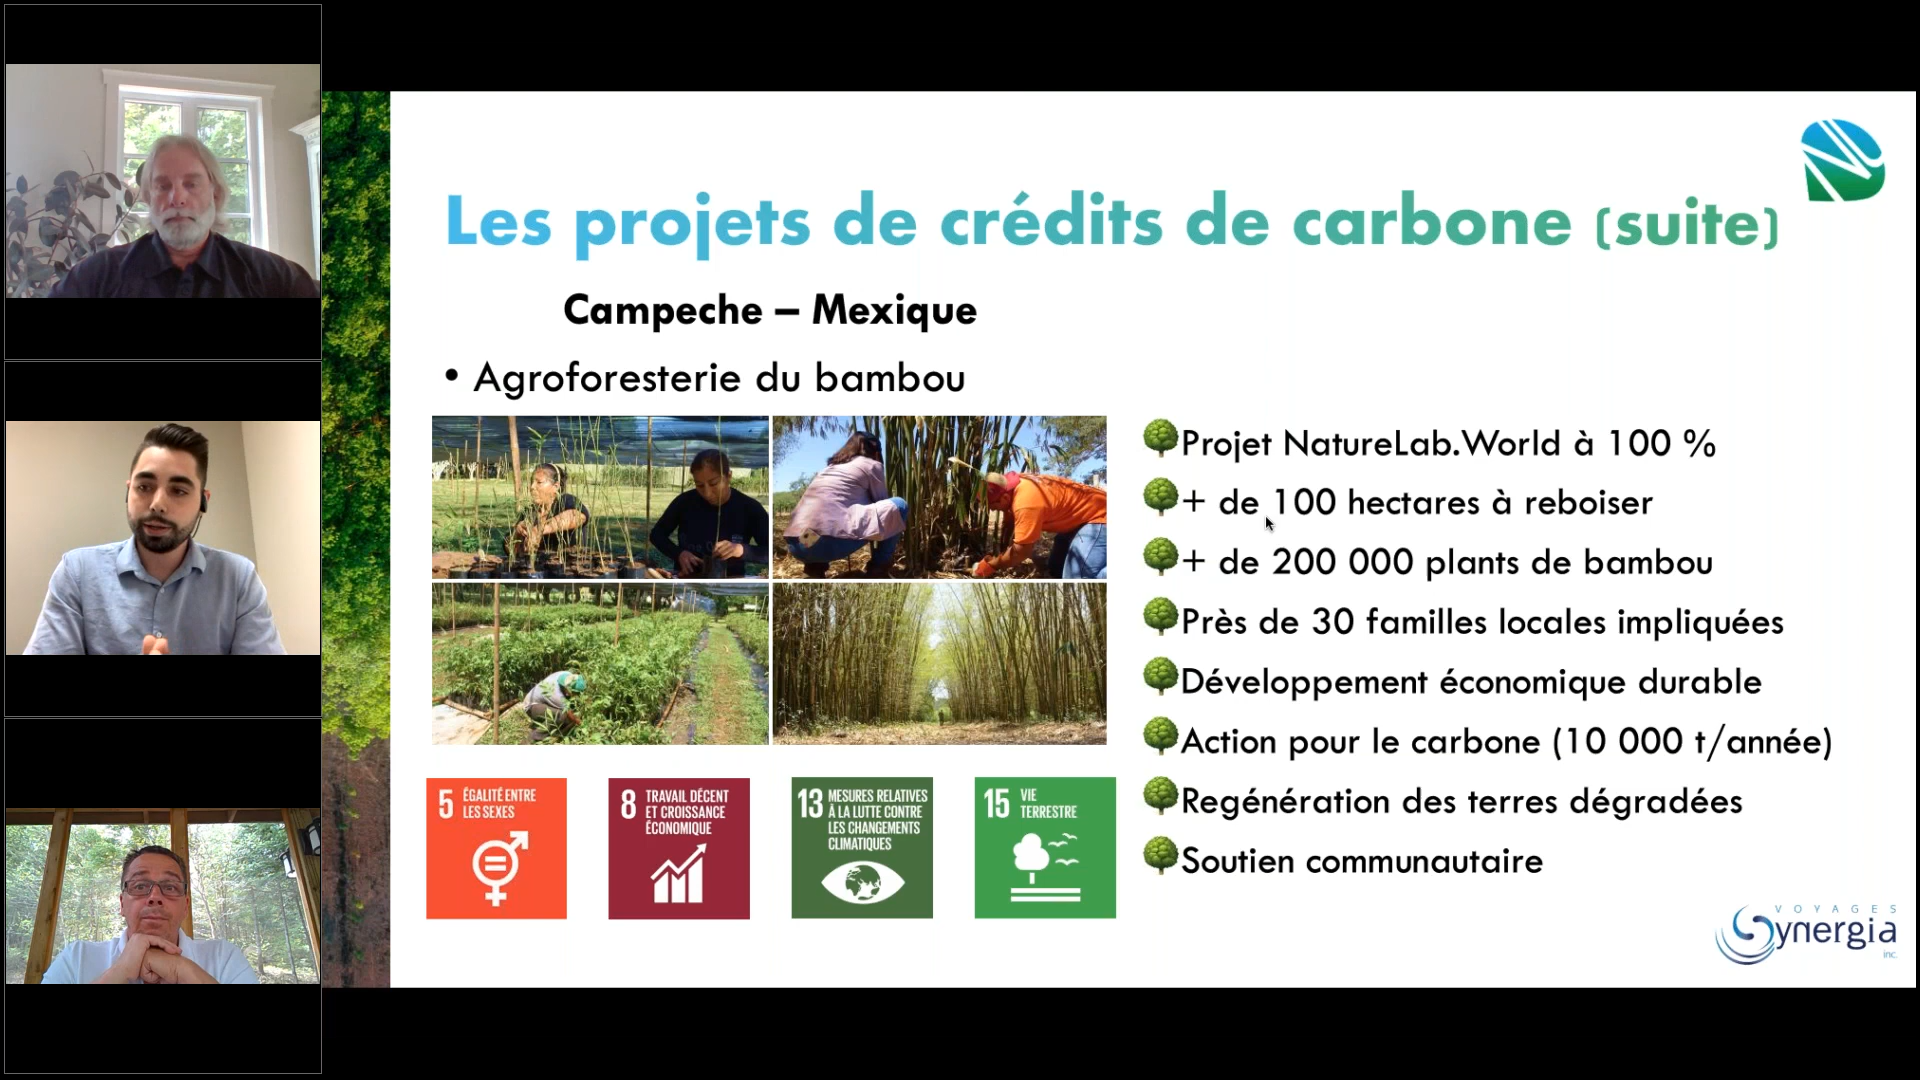 Les projets de crédits de carbone (suite)
Campeche – Mexique
• Agroforesterie du bambou
Projet NatureLab.World à 100 %
+ de 100 hectares à reboiser
+ de 200 000 plants de bambou
Près de 30 familles locales impliquées
Développement économique durable
Action pour le carbone (10 000 t/année)
Regénération des terres dégradées
Soutien communautaire
5 ÉGALITÉ ENTRE
LES SEXES
8 TRAVAIL DÉCENT
ET CROISSANCE
ÉCONOMIQUE
13 MESURES RELATIVES
À LA LUTTE CONTRE
LES CHANGEMENTS
CLIMATIQUES
15 VIE
TERRESTRE
VOYAGES
Synergia
inc.